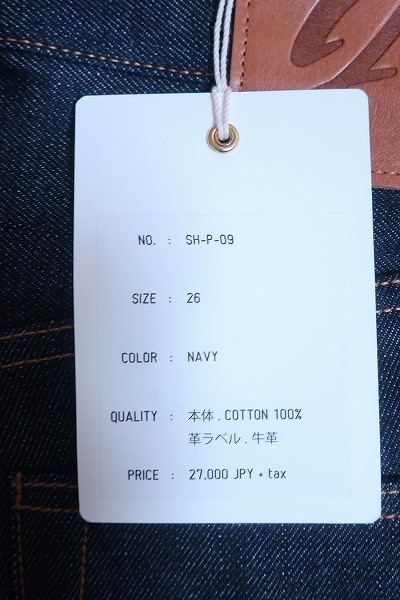 NO. : SH-P-09
SIZE : 26
COLOR : NAVY
QUALITY : 本体 . COTTON 100%
革ラベル . 牛革
PRICE : 27.000 JPY + tax